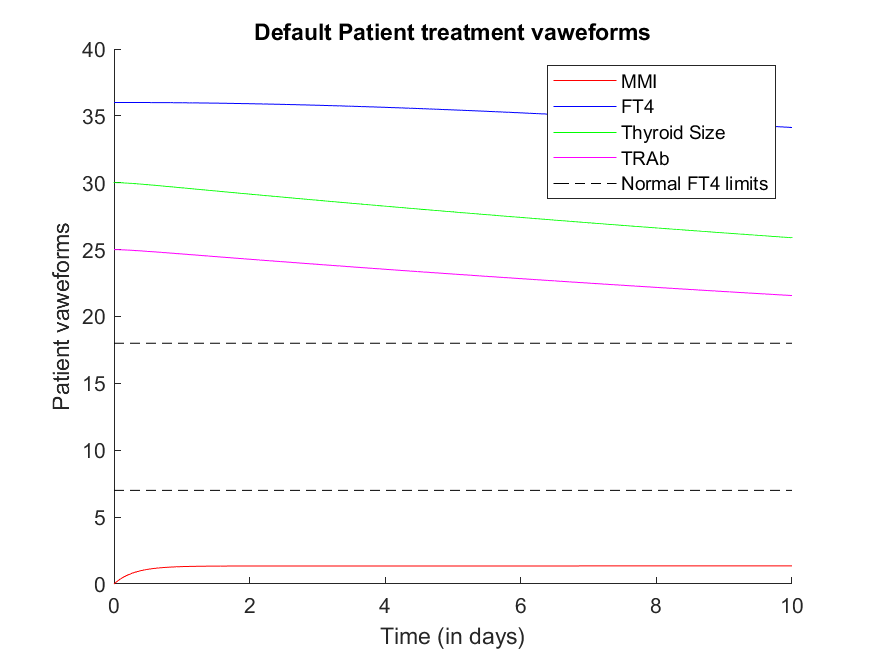 Default Patient treatment vaweforms
40
35
30
25
20
15
10
5
0
Patient vaweforms
MMI
FT4
Thyroid Size
TRAb
Normal FT4 limits
0 2 4 6 8 10
Time (in days)